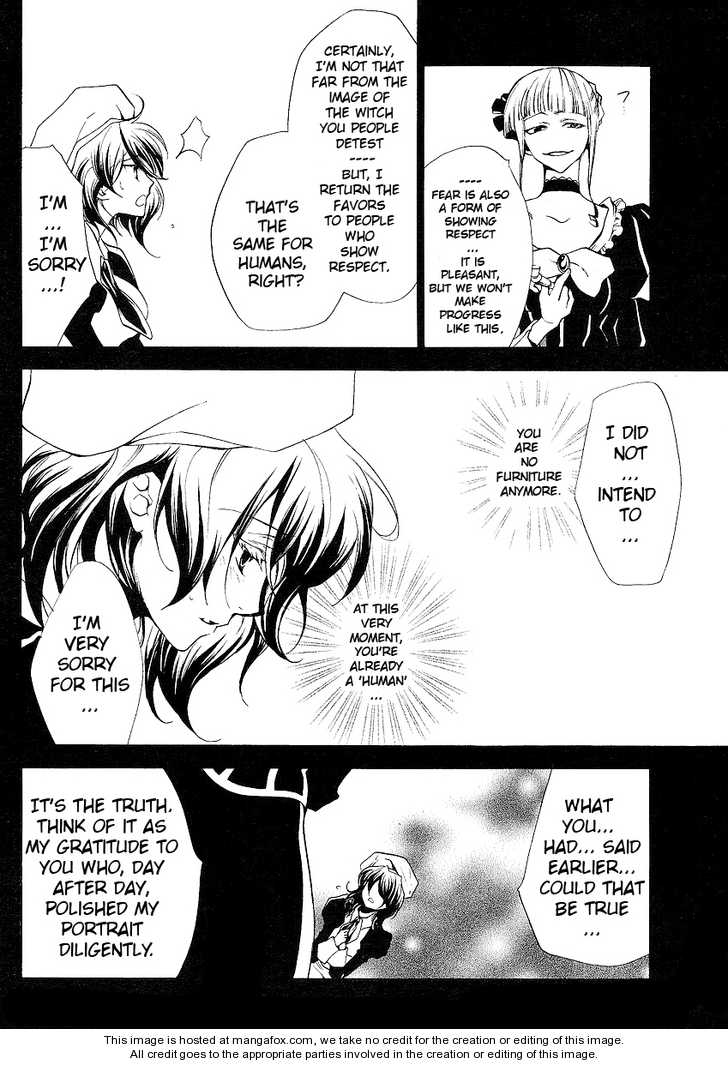 ?
----
FEAR IS ALSO
A FORM OF
SHOWING
RESPECT
...
IT IS
PLEASANT,
BUT WE WON'T
MAKE
PROGRESS
LIKE THIS.
CERTAINLY,
I'M NOT THAT
FAR FROM THE
IMAGE OF
THE WITCH
YOU PEOPLE
DETEST
----
BUT, I
RETURN THE
FAVORS
TO PEOPLE
WHO
SHOW
RESPECT.
THAT'S
THE
SAME FOR
HUMANS,
RIGHT?
I'M
...
I'M
SORRY
...!
I DID
NOT
...
INTEND
TO
...
YOU
ARE
NO
FURNITURE
ANYMORE.
AT THIS
VERY
MOMENT,
YOU'RE
ALREADY
A 'HUMAN'
...
I'M
VERY
SORRY
FOR THIS
...
WHAT
YOU...
HAD... SAID
EARLIER...
COULD THAT
BE TRUE
...
IT'S THE TRUTH.
THINK OF IT AS
MY GRATITUDE TO
YOU WHO, DAY
AFTER DAY,
POLISHED MY
PORTRAIT
DILIGENTLY.
This image is hosted at mangafox.com, we take no credit for the creation or editing of this image.
All credit goes to the appropriate parties involved in the creation or editing of this image.